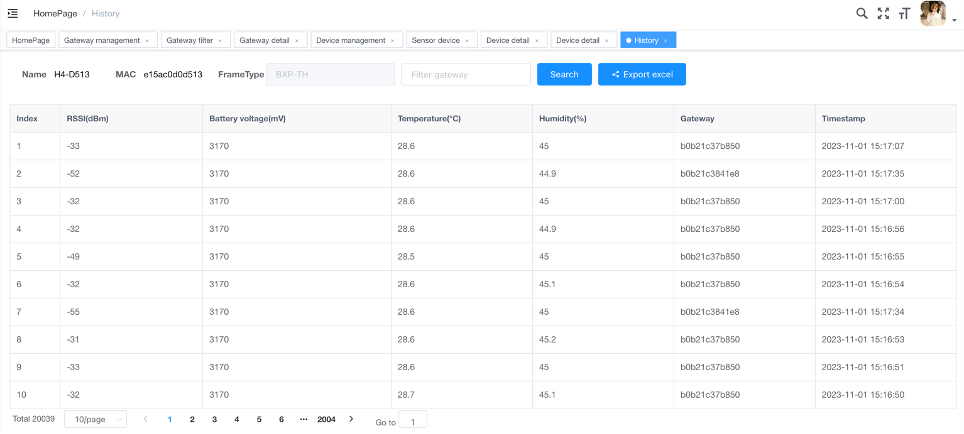 HomePage / History
HomePage Gateway management × Gateway filter × Gateway detail × Device management × Sensor device × Device detail × Device detail × History ×
Name H4-D513 MAC e15ac0d0d513 FrameType BXP-TH Filter gateway Search Export excel
Index RSSI(dBm) Battery voltage(mV) Temperature(°C) Humidity(%) Gateway Timestamp
1 -33 3170 28.6 45 b0b21c37b850 2023-11-01 15:17:07
2 -52 3170 28.6 44.9 b0b21c3841e8 2023-11-01 15:17:35
3 -32 3170 28.6 45 b0b21c37b850 2023-11-01 15:17:00
4 -32 3170 28.6 44.9 b0b21c37b850 2023-11-01 15:16:56
5 -49 3170 28.5 45 b0b21c37b850 2023-11-01 15:16:55
6 -32 3170 28.6 45.1 b0b21c37b850 2023-11-01 15:16:54
7 -55 3170 28.6 45 b0b21c3841e8 2023-11-01 15:17:34
8 -31 3170 28.6 45.2 b0b21c37b850 2023-11-01 15:16:53
9 -33 3170 28.6 45 b0b21c37b850 2023-11-01 15:16:51
10 -32 3170 28.7 45.1 b0b21c37b850 2023-11-01 15:16:50
Total 20039 10/page 1 2 3 4 5 6 ••• 2004 Go to 1